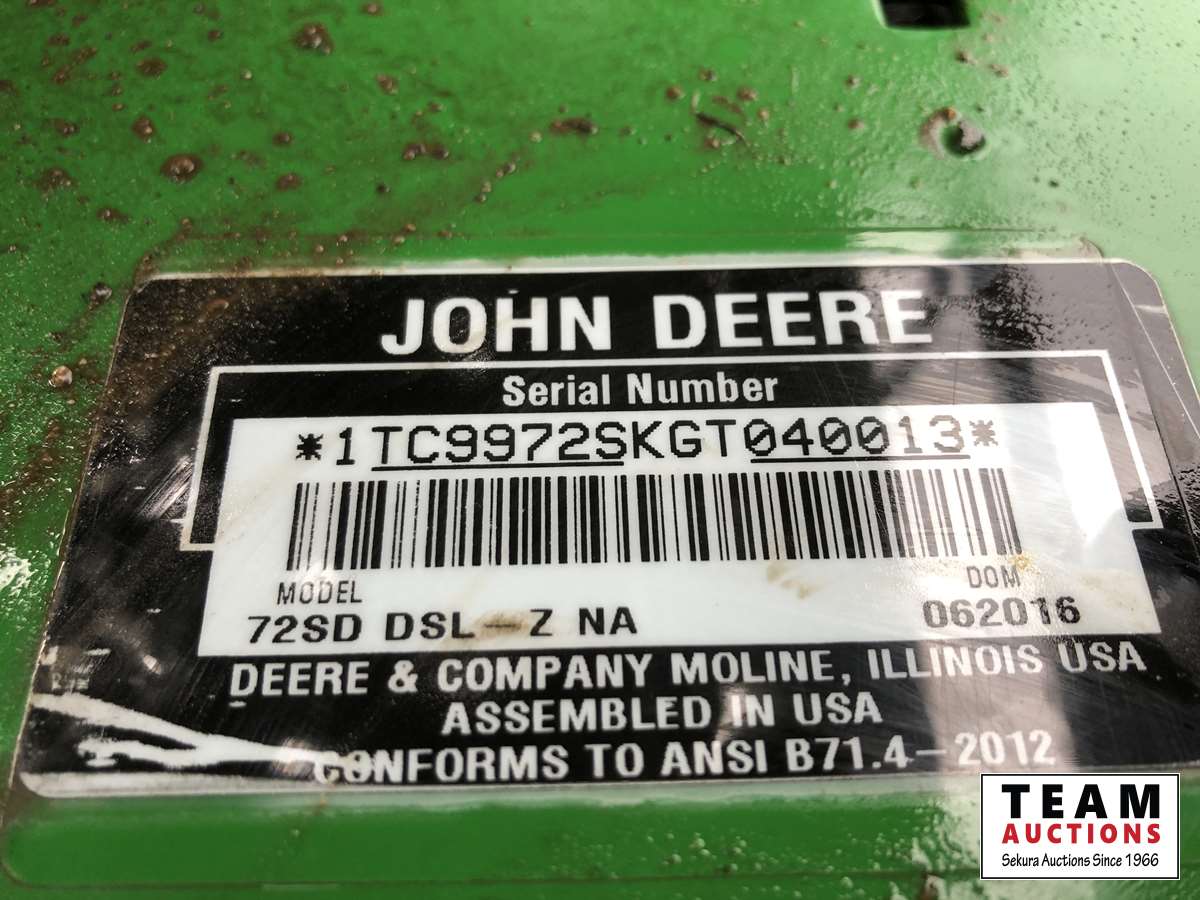 JOHN DEERE
Serial Number
*1TC9972SKGT040013*
MODEL
DOM
72SD DSL-Z NA
062016
DEERE & COMPANY MOLINE, ILLINOIS USA
ASSEMBLED IN USA
CONFORMS TO ANSI B71.4-2012
TEAM
AUCTIONS
Sekura Auctions Since 1966